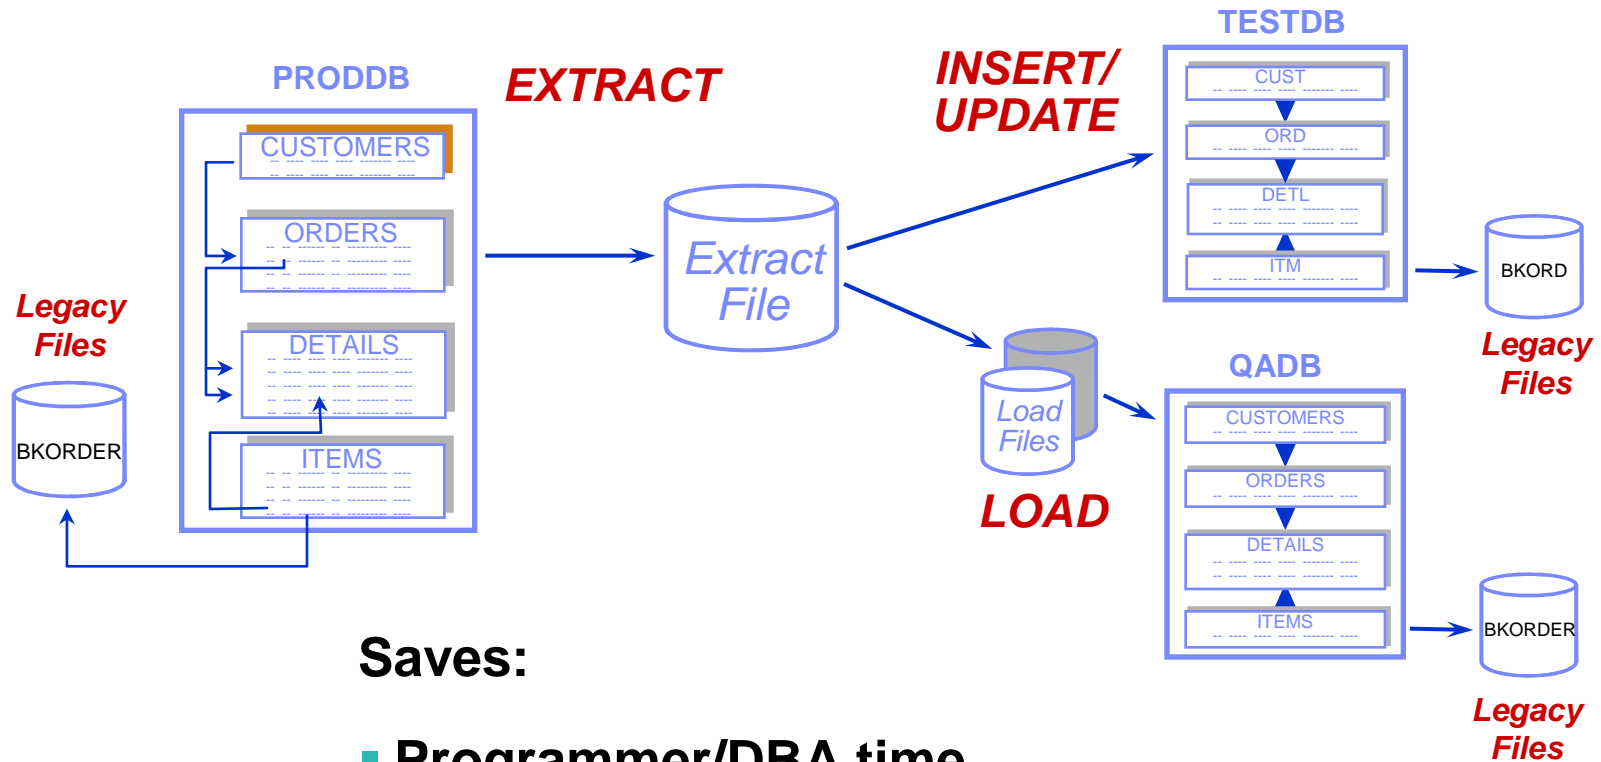 PRODDB
EXTRACT
CUSTOMERS
ORDERS
DETAILS
ITEMS
Legacy
Files
BKORDER
Extract
File
INSERT/
UPDATE
TESTDB
CUST
ORD
DETL
ITM
BKORD
Legacy
Files
Load
Files
LOAD
QADB
CUSTOMERS
ORDERS
DETAILS
ITEMS
BKORDER
Legacy
Files
Saves:
Programmer/DBA time